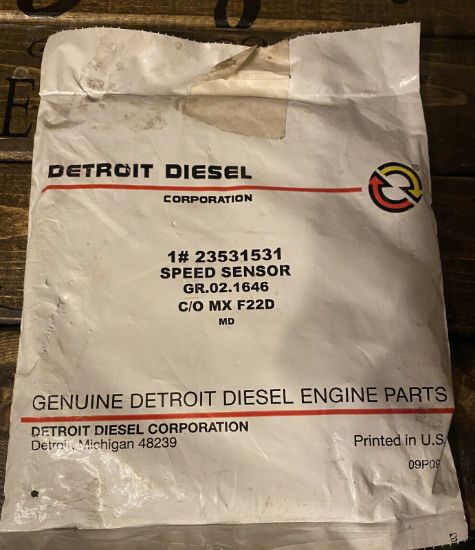 DETROIT DIESEL
®
CORPORATION
1# 23531531
SPEED SENSOR
GR.02.1646
C/O MX F22D
MD
GENUINE DETROIT DIESEL ENGINE PARTS
DETROIT DIESEL CORPORATION
Detroit, Michigan 48239
Printed in U.S
09P09